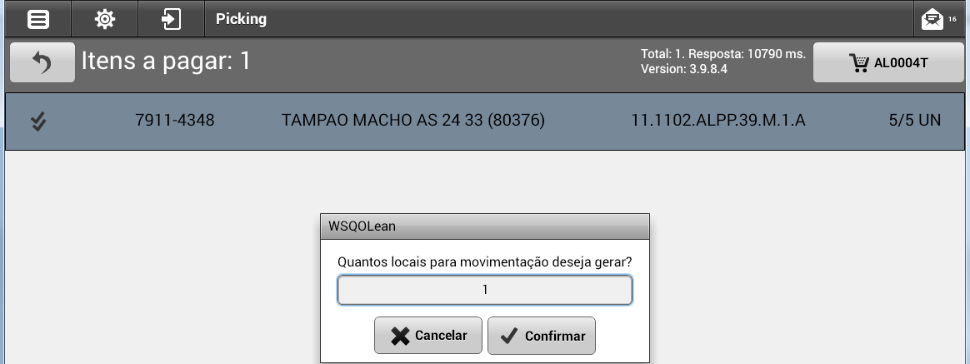 Picking
16
Itens a pagar: 1
Total: 1. Resposta: 10790 ms.
Version: 3.9.8.4
AL0004T
7911-4348 TAMPAO MACHO AS 24 33 (80376) 11.1102.ALPP.39.M.1.A 5/5 UN
WSQOLean
Quantos locais para movimentação deseja gerar?
1
Cancelar Confirmar